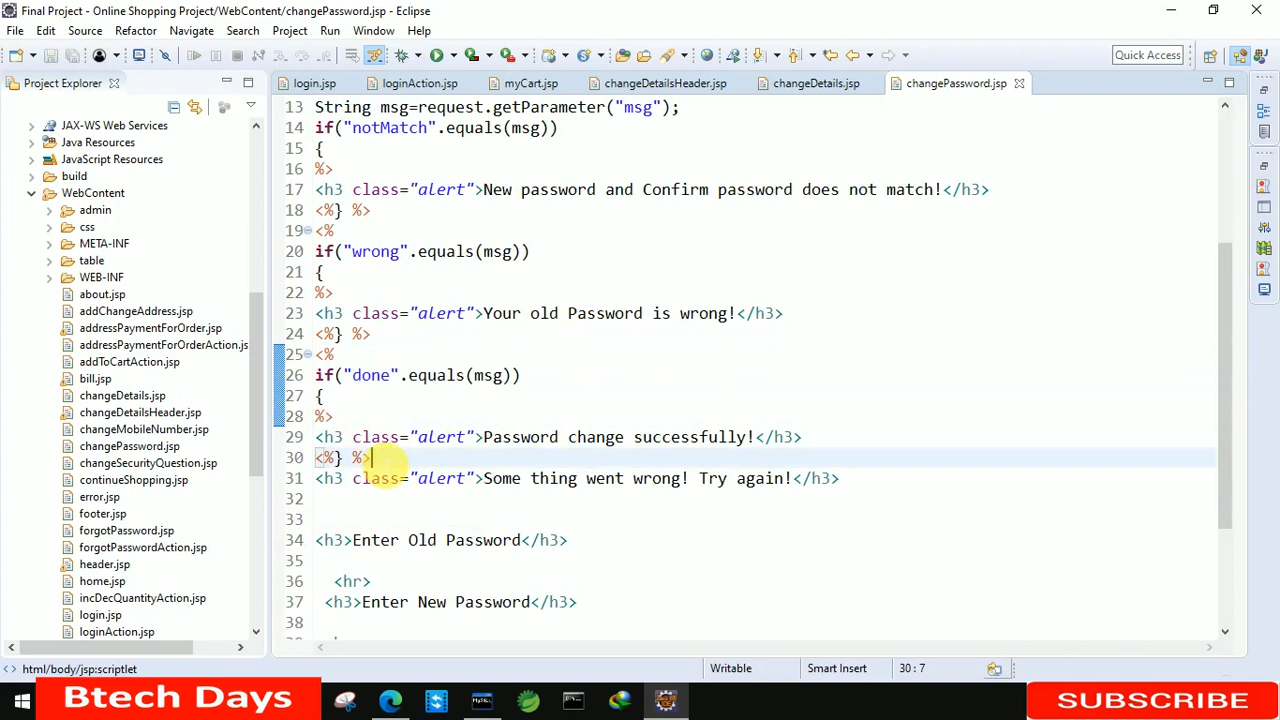 Final Project - Online Shopping Project/WebContent/changePassword.jsp - Eclipse
File Edit Source Refactor Navigate Search Project Run Window Help
Quick Access
Project Explorer
login.jsp loginAction.jsp myCart.jsp changeDetailsHeader.jsp changeDetails.jsp changePassword.jsp
JAX-WS Web Services
Java Resources
JavaScript Resources
build
WebContent
admin
css
META-INF
table
WEB-INF
about.jsp
addChangeAddress.jsp
addressPaymentForOrder.jsp
addressPaymentForOrderAction.js
addToCartAction.jsp
bill.jsp
changeDetails.jsp
changeDetailsHeader.jsp
changeMobileNumber.jsp
changePassword.jsp
changeSecurityQuestion.jsp
continueShopping.jsp
error.jsp
footer.jsp
forgotPassword.jsp
forgotPasswordAction.jsp
header.jsp
home.jsp
incDecQuantityAction.jsp
login.jsp
loginAction.jsp
13 String msg=request.getParameter("msg");
14 if("notMatch".equals(msg))
15 {
16 %>
17 <h3 class="alert">New password and Confirm password does not match!</h3>
18 <%} %>
19 <%
20 if("wrong".equals(msg))
21 {
22 %>
23 <h3 class="alert">Your old Password is wrong!</h3>
24 <%} %>
25 <%
26 if("done".equals(msg))
27 {
28 %>
29 <h3 class="alert">Password change successfully!</h3>
30 <%} %>
31 <h3 class="alert">Some thing went wrong! Try again!</h3>
32
33
34 <h3>Enter Old Password</h3>
35
36 <hr>
37 <h3>Enter New Password</h3>
38
html/body/jsp:scriptlet
Writable Smart Insert 30 : 7
Btech Days
SUBSCRIBE